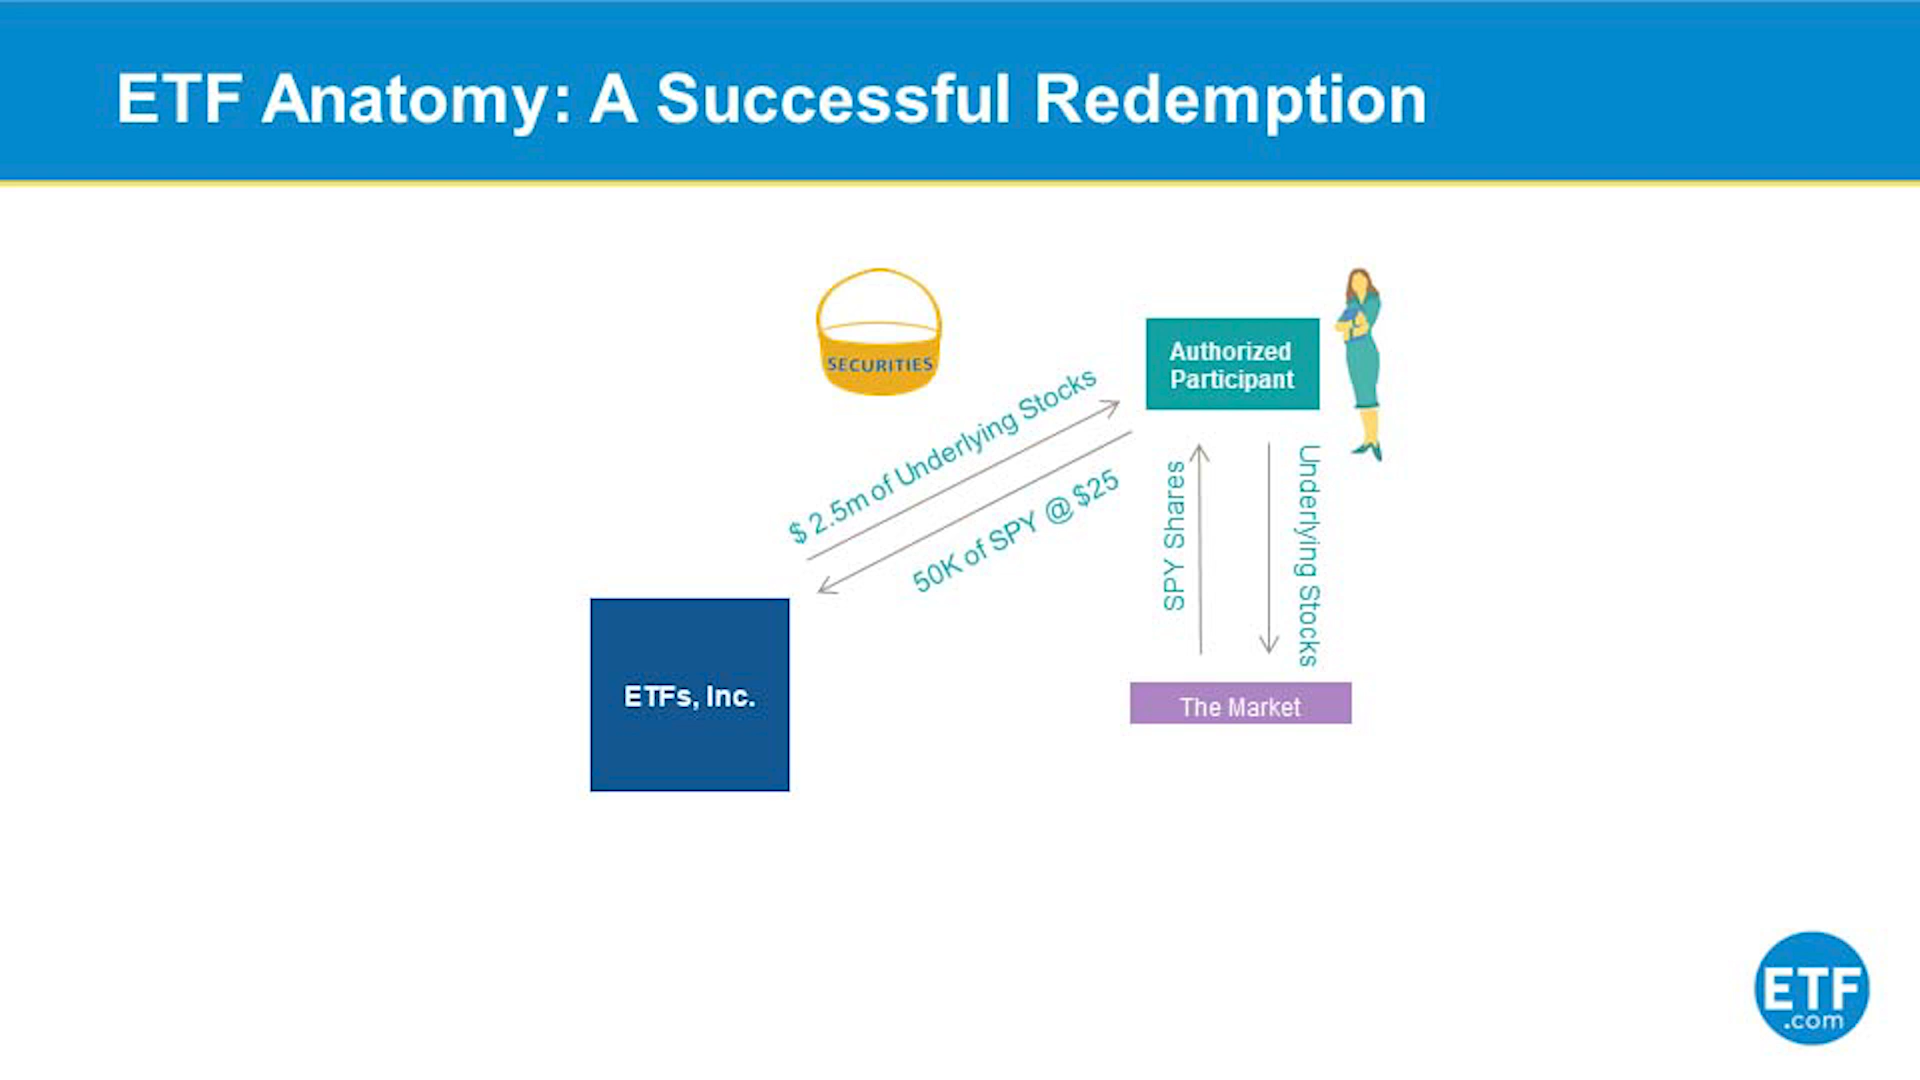 ETF Anatomy: A Successful Redemption
SECURITIES
Authorized
Participant
$ 2.5m of Underlying Stocks
50K of SPY @ $25
SPY Shares
Underlying Stocks
ETFs, Inc.
The Market
ETF
.com